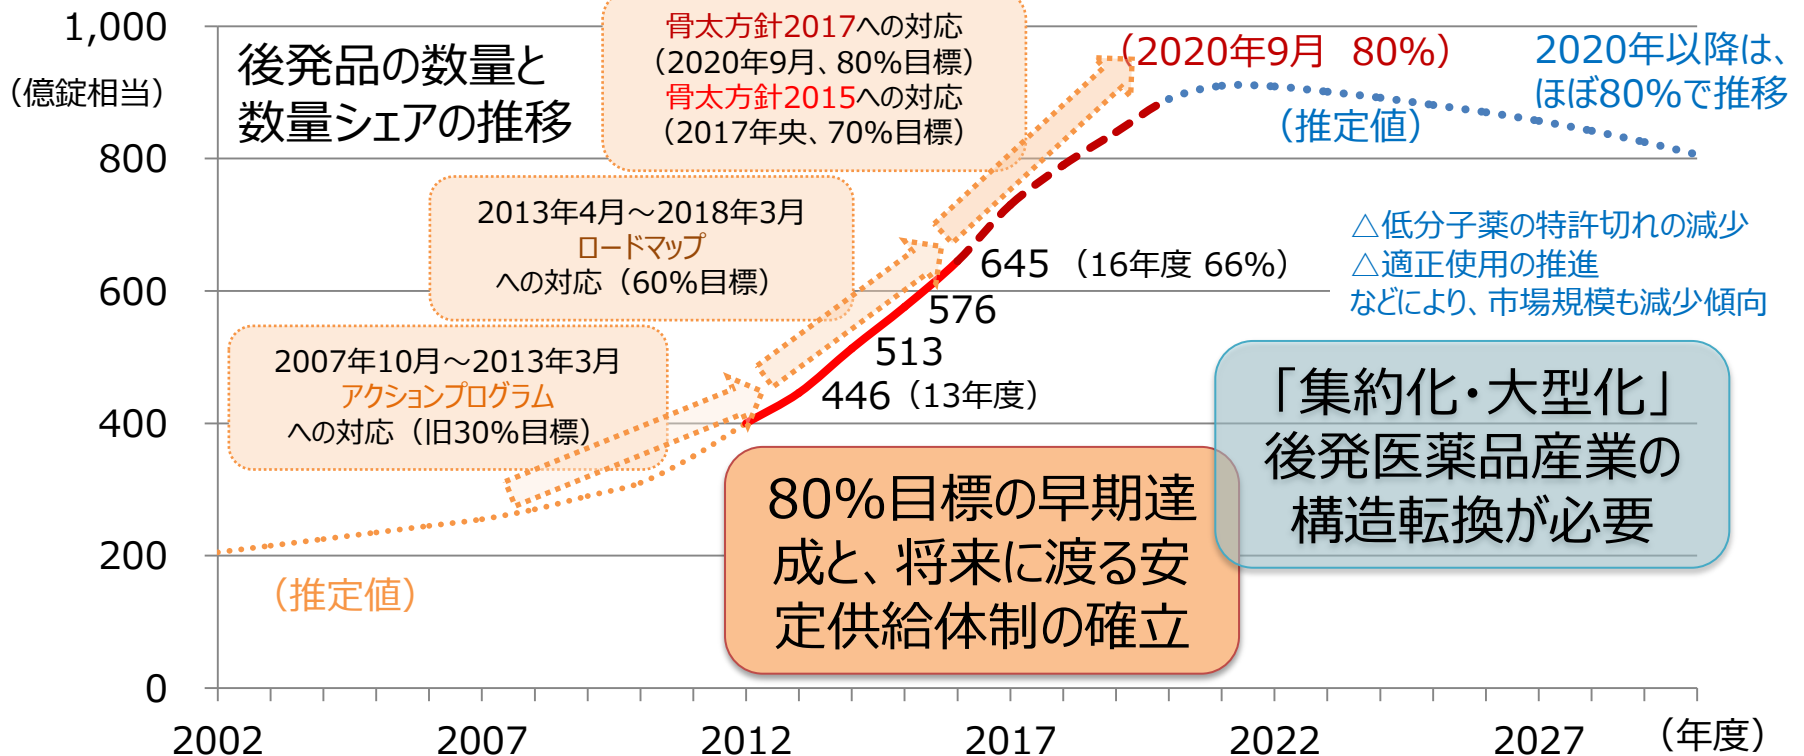 後発品の数量と
数量シェアの推移
1,000
（億錠相当）
800
600
400
200
0
骨太方針2017への対応
（2020年9月、80%目標）
骨太方針2015への対応
（2017年央、70%目標）
（2020年9月 80%）
2020年以降は、
ほぼ80%で推移
（推定値）
2013年4月～2018年3月
ロードマップ
への対応（60%目標）
△低分子薬の特許切れの減少
△適正使用の推進
などにより、市場規模も減少傾向
645 （16年度 66%）
576
513
446（13年度）
2007年10月～2013年3月
アクションプログラム
への対応（旧30%目標）
「集約化・大型化」
後発医薬品産業の
構造転換が必要
80%目標の早期達
成と、将来に渡る安
定供給体制の確立
（推定値）
2002
2007
2012
2017
2022
2027
（年度）